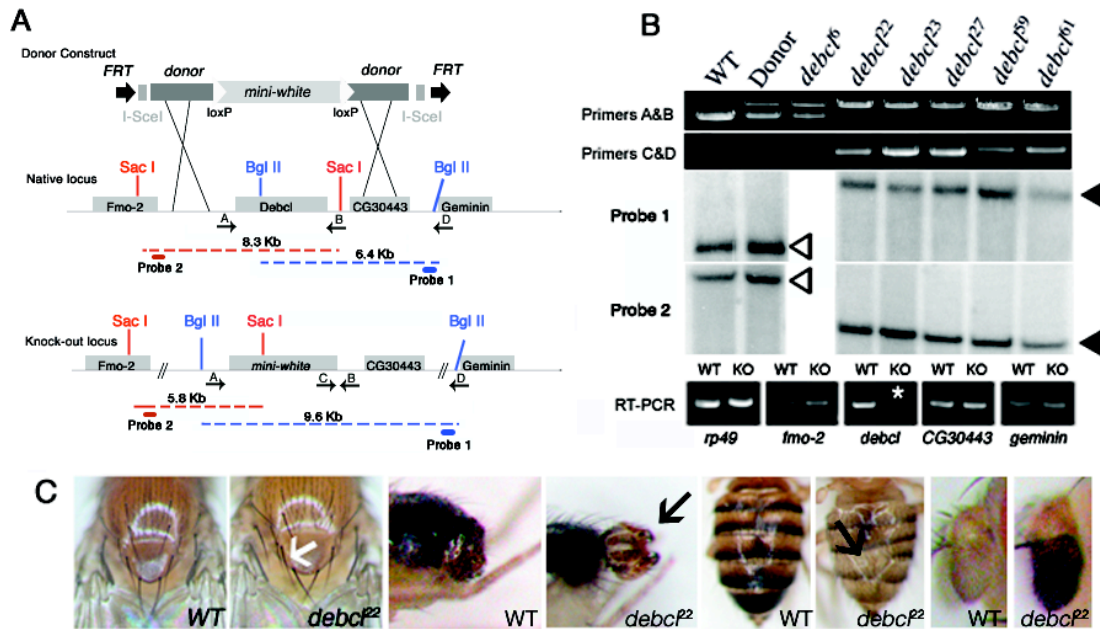 A
Donor Construct
FRT donor donor FRT
mini-white
I-SceI loxP loxP I-SceI
Sac I Bgl II Sac I Bgl II
Native locus
Fmo-2 Debcl CG30443 Geminin
A B D
8.3 Kb
Probe 2 6.4 Kb Probe 1
Sac I Bgl II Sac I Bgl II
Knock-out locus
Fmo-2 // mini-white CG30443 // Geminin
A C B D
5.8 Kb
Probe 2 9.6 Kb Probe 1
B
WT Donor debcl6 debcl22 debcl23 debcl27 debcl59 debcl61
Primers A&B
Primers C&D
Probe 1
Probe 2
WT KO WT KO WT KO WT KO WT KO
RT-PCR *
rp49 fmo-2 debcl CG30443 geminin
C
WT debcl22 WT debcl22 WT debcl22 WT debcl22